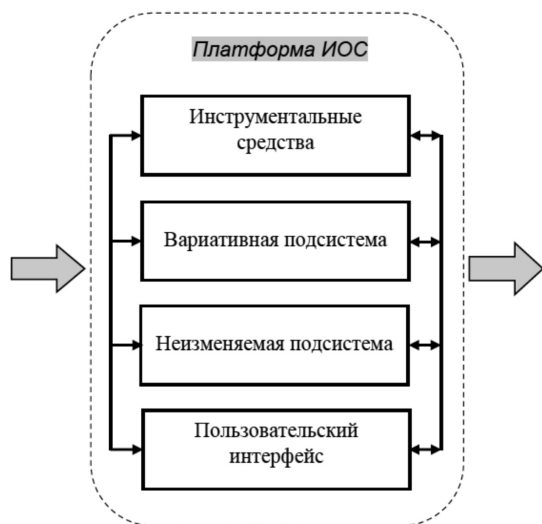 Платформа ИОС
Инструментальные
средства
Вариативная подсистема
Неизменяемая подсистема
Пользовательский
интерфейс